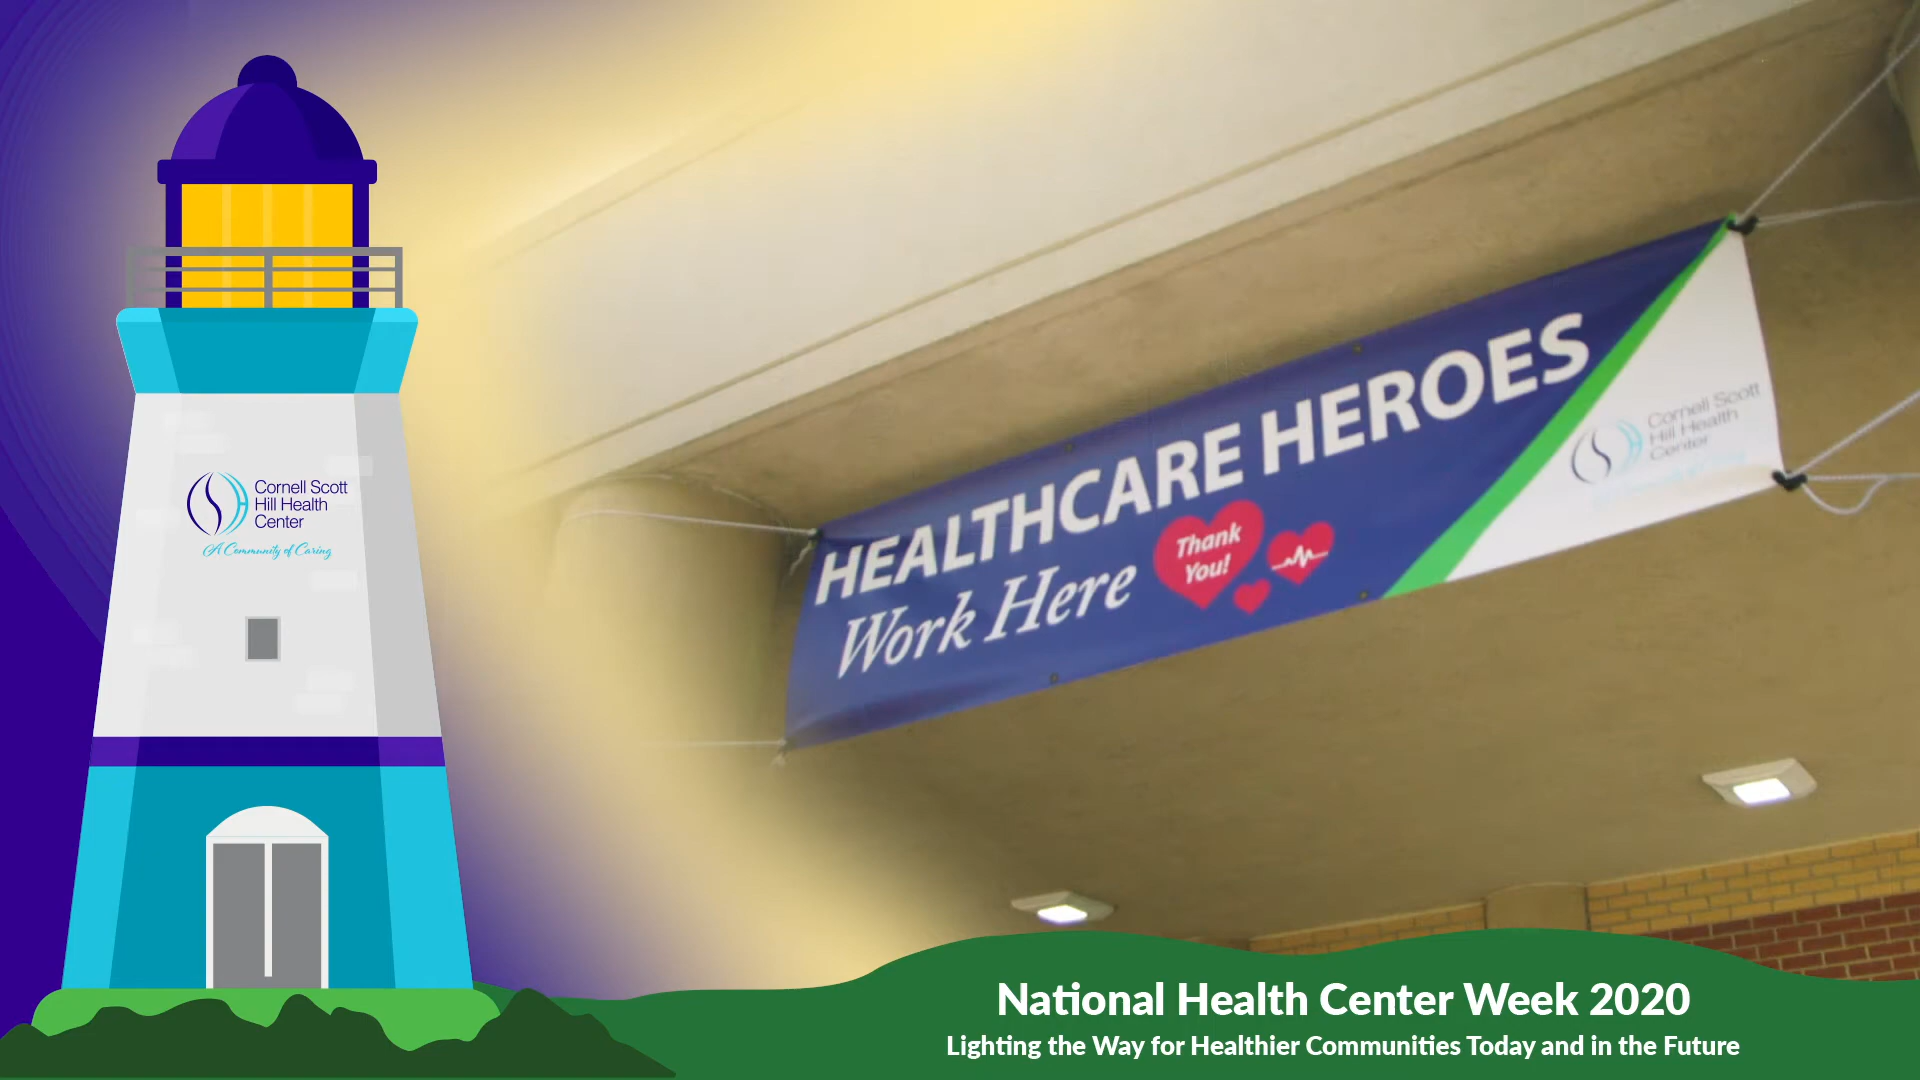 Cornell Scott
Hill Health
Center
A Community of Caring
HEALTHCARE HEROES
Work Here
Thank
You!
Cornell Scott
Hill Health
Center
National Health Center Week 2020
Lighting the Way for Healthier Communities Today and in the Future